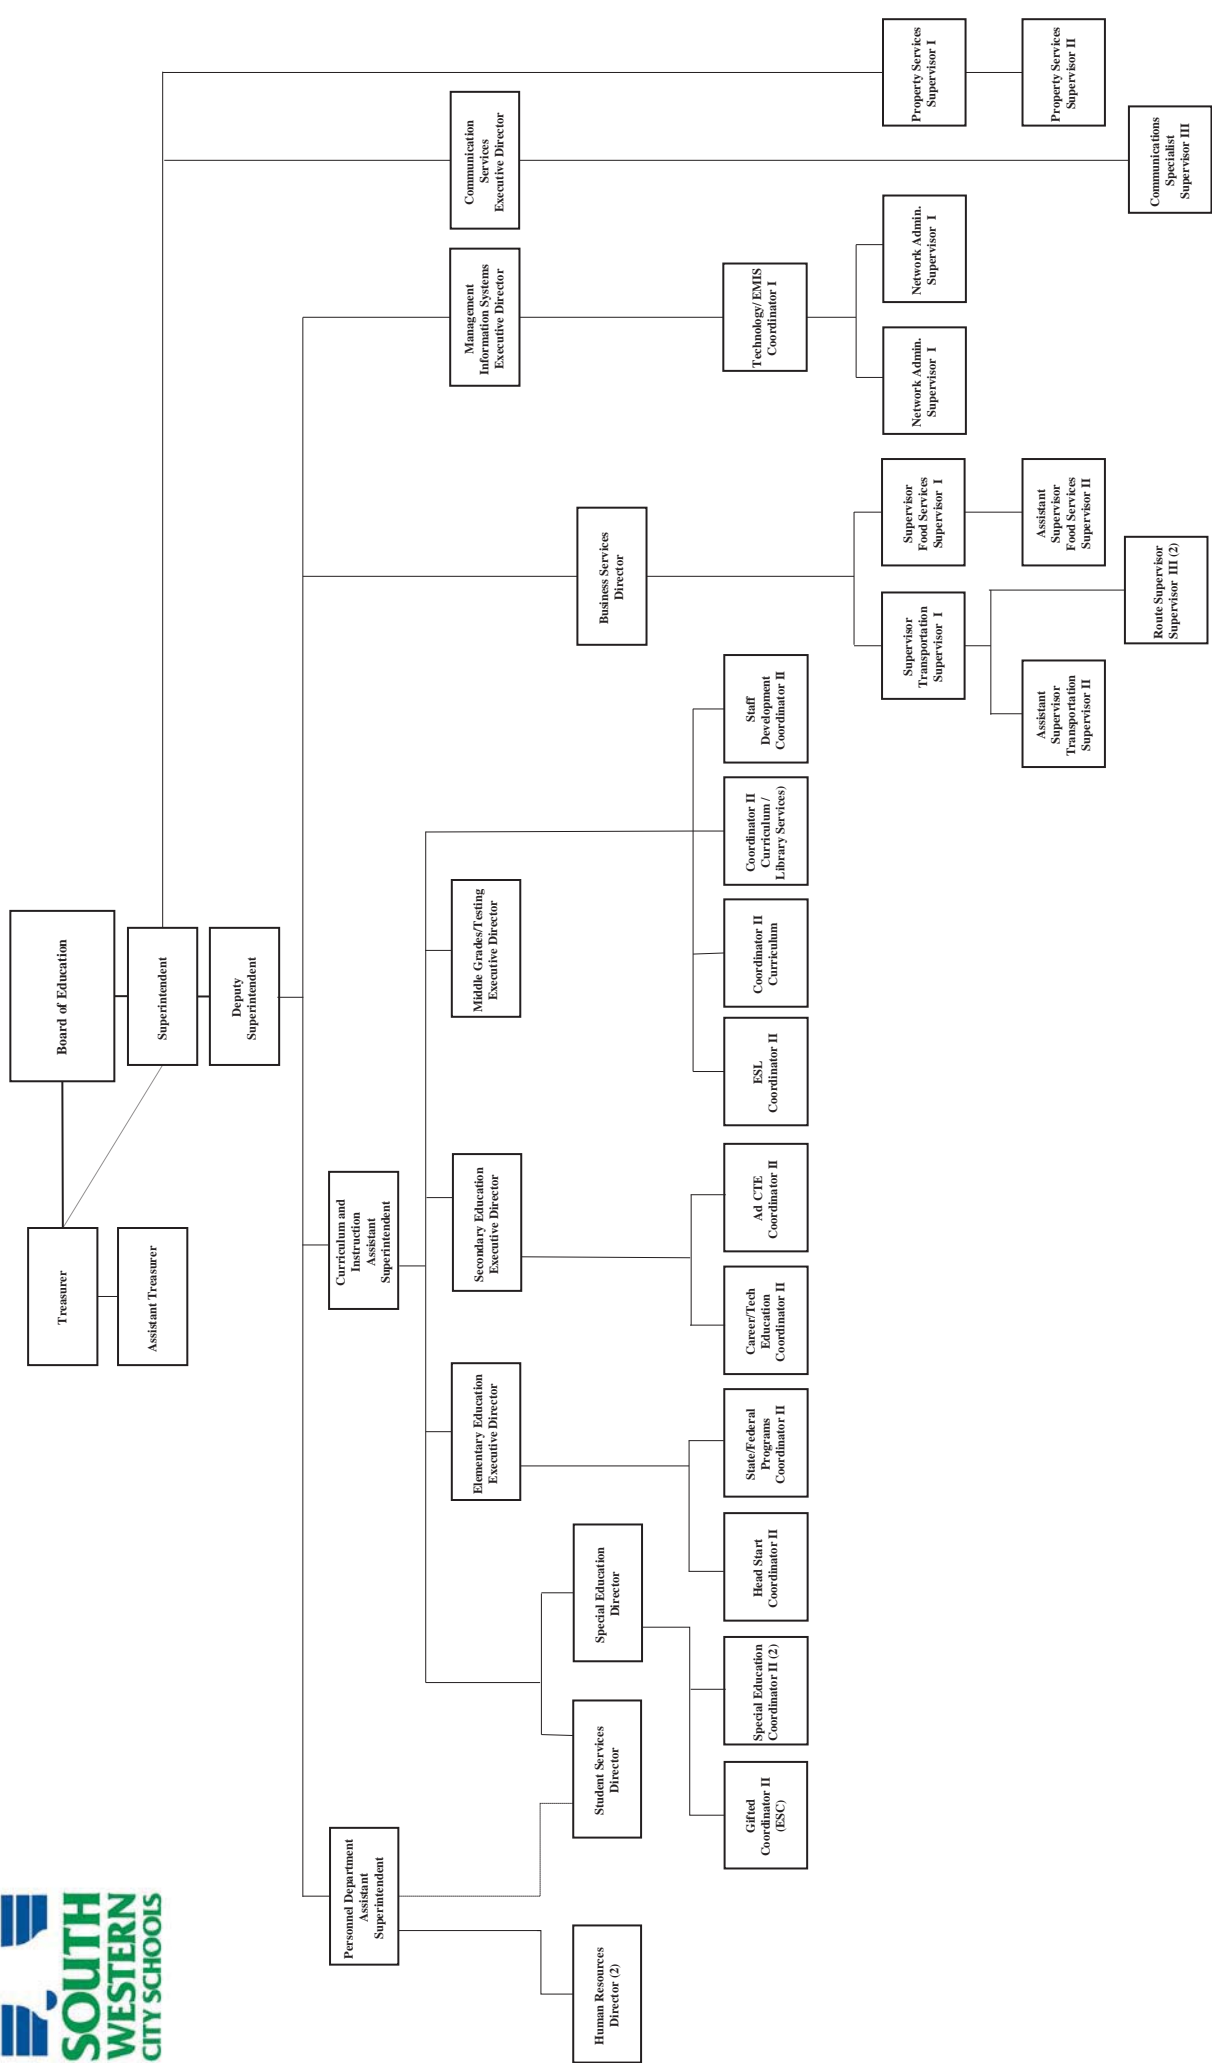 SOUTH
WESTERN
CITY SCHOOLS
Board of Education
Treasurer
Superintendent
Assistant Treasurer
Deputy
Superintendent
Personnel Department
Assistant
Superintendent
Curriculum and
Instruction
Assistant
Superintendent
Elementary Education
Executive Director
Secondary Education
Executive Director
Middle Grades/Testing
Executive Director
Management
Information Systems
Executive Director
Communication
Services
Executive Director
Human Resources
Director (2)
Student Services
Director
Special Education
Director
Business Services
Director
Gifted
Coordinator II
(ESC)
Special Education
Coordinator II (2)
Head Start
Coordinator II
State/Federal
Programs
Coordinator II
Career/Tech
Education
Coordinator II
Ad CTE
Coordinator II
ESL
Coordinator II
Coordinator II
Curriculum
Coordinator II
Curriculum /
Library Services)
Staff
Development
Coordinator II
Technology/ EMIS
Coordinator I
Supervisor
Transportation
Supervisor I
Supervisor
Food Services
Supervisor I
Network Admin.
Supervisor I
Network Admin.
Supervisor I
Property Services
Supervisor I
Assistant
Supervisor
Transportation
Supervisor II
Assistant
Supervisor
Food Services
Supervisor II
Property Services
Supervisor II
Route Supervisor
Supervisor III (2)
Communications
Specialist
Supervisor III